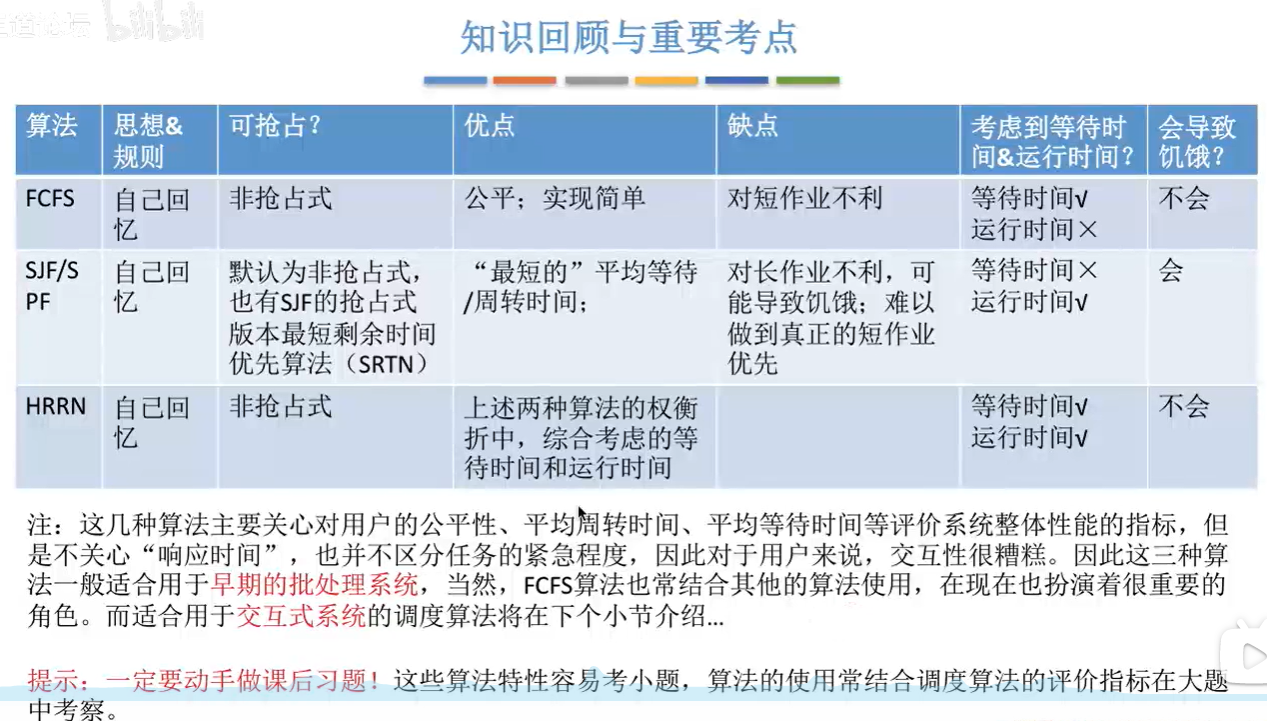 知识回顾与重要考点
算法 思想& 可抢占？ 优点 缺点 考虑到等待时 会导致
规则 间&运行时间？ 饥饿？
FCFS 自己回 非抢占式 公平；实现简单 对短作业不利 等待时间√ 不会
忆 运行时间×
SJF/S 自己回 默认为非抢占式， “最短的”平均等待 对长作业不利，可 等待时间× 会
PF 忆 也有SJF的抢占式 /周转时间； 能导致饥饿；难以 运行时间√
版本最短剩余时间 做到真正的短作业
优先算法（SRTN） 优先
HRRN 自己回 非抢占式 上述两种算法的权衡 等待时间√ 不会
忆 折中，综合考虑的等 运行时间√
待时间和运行时间
注：这几种算法主要关心对用户的公平性、平均周转时间、平均等待时间等评价系统整体性能的指标，但
是不关心“响应时间”，也并不区分任务的紧急程度，因此对于用户来说，交互性很糟糕。因此这三种算
法一般适合用于早期的批处理系统，当然，FCFS算法也常结合其他的算法使用，在现在也扮演着很重要的
角色。而适合用于交互式系统的调度算法将在下个小节介绍...
提示：一定要动手做课后习题！这些算法特性容易考小题，算法的使用常结合调度算法的评价指标在大题
中考察。